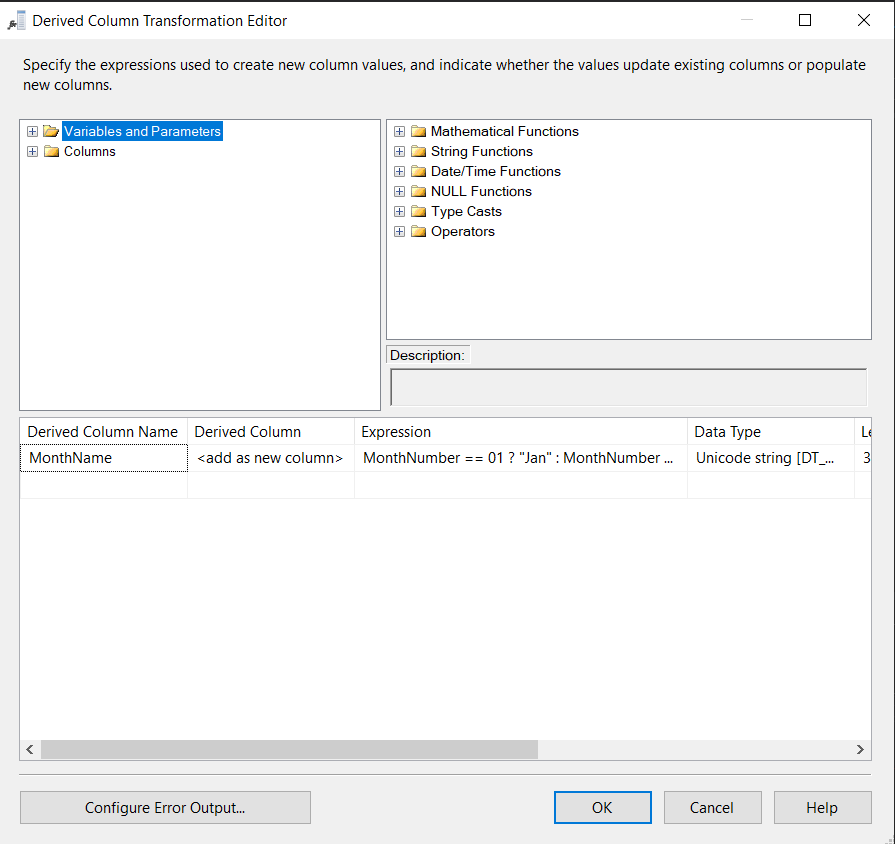 Derived Column Transformation Editor
Specify the expressions used to create new column values, and indicate whether the values update existing columns or populate
new columns.
Variables and Parameters
Columns
Mathematical Functions
String Functions
Date/Time Functions
NULL Functions
Type Casts
Operators
Description:
Derived Column Name Derived Column Expression Data Type Le
MonthName <add as new column> MonthNumber == 01 ? "Jan" : MonthNumber ... Unicode string [DT_... 3
Configure Error Output... OK Cancel Help